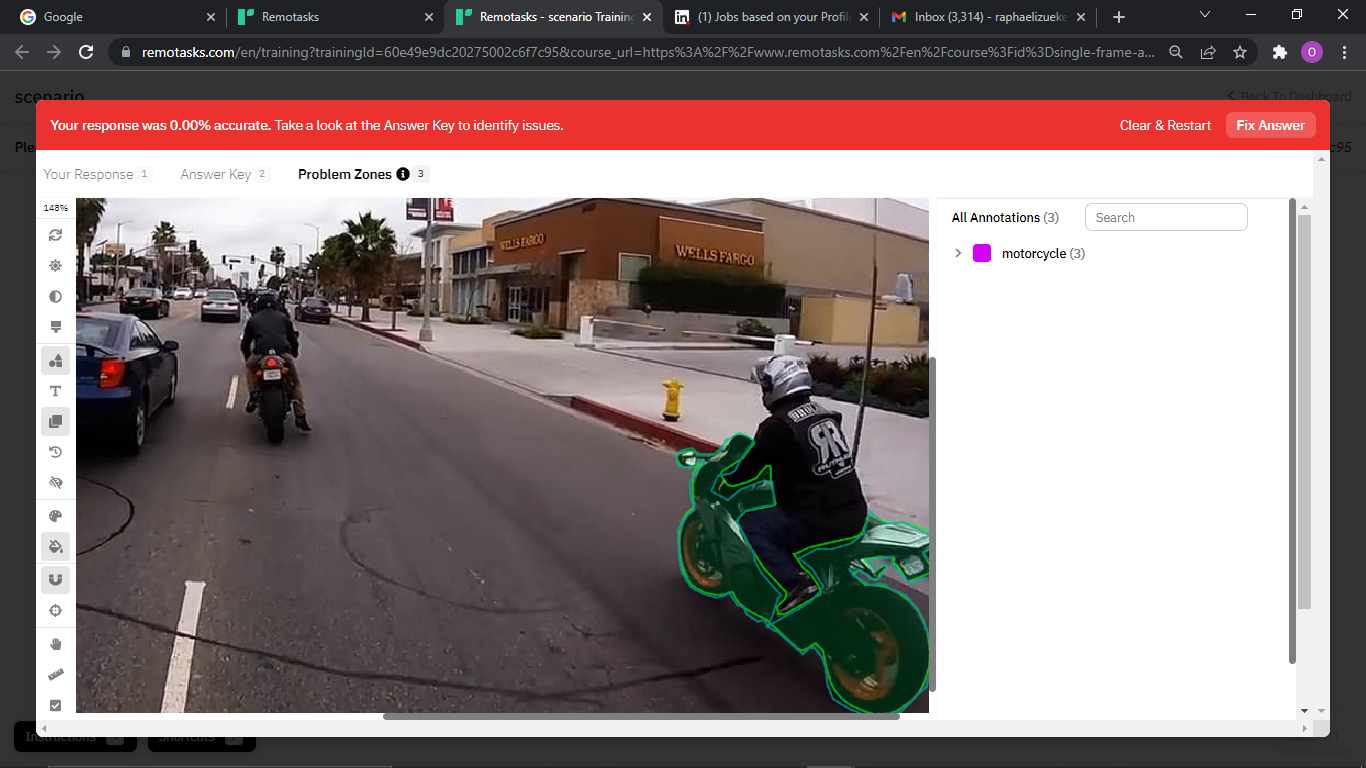 Google
Remotasks
Remotasks - scenario Training
(1) Jobs based on your Profil
Inbox (3,314) - raphaelizueke
remotasks.com/en/training?trainingId=60e49e9dc20275002c6f7c95&course_url=https%3A%2F%2Fwww.remotasks.com%2Fen%2Fcourse%3Fid%3Dsingle-frame-a...
O
scenario
Back To Dashboard
Your response was 0.00% accurate. Take a look at the Answer Key to identify issues.
Clear & Restart
Fix Answer
Ple
c95
Your Response 1
Answer Key 2
Problem Zones 3
148%
All Annotations (3)
Search
motorcycle (3)
WELLS FARGO
WELLS FARGO
RR
T
Instructions
Shortcuts